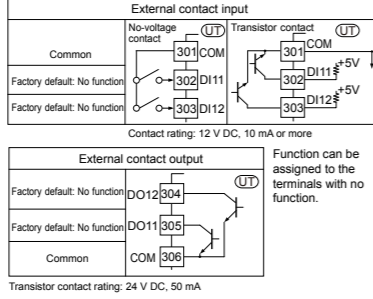 External contact input
No-voltage contact
UT
Transistor contact
UT
Common
301 COM
301 COM
+5V
Factory default: No function
302 DI11
302 DI11
+5V
Factory default: No function
303 DI12
303 DI12
Contact rating: 12 V DC, 10 mA or more
External contact output
Factory default: No function
DO12 304
UT
Factory default: No function
DO11 305
Common
COM 306
Transistor contact rating: 24 V DC, 50 mA
Function can be
assigned to the
terminals with no
function.